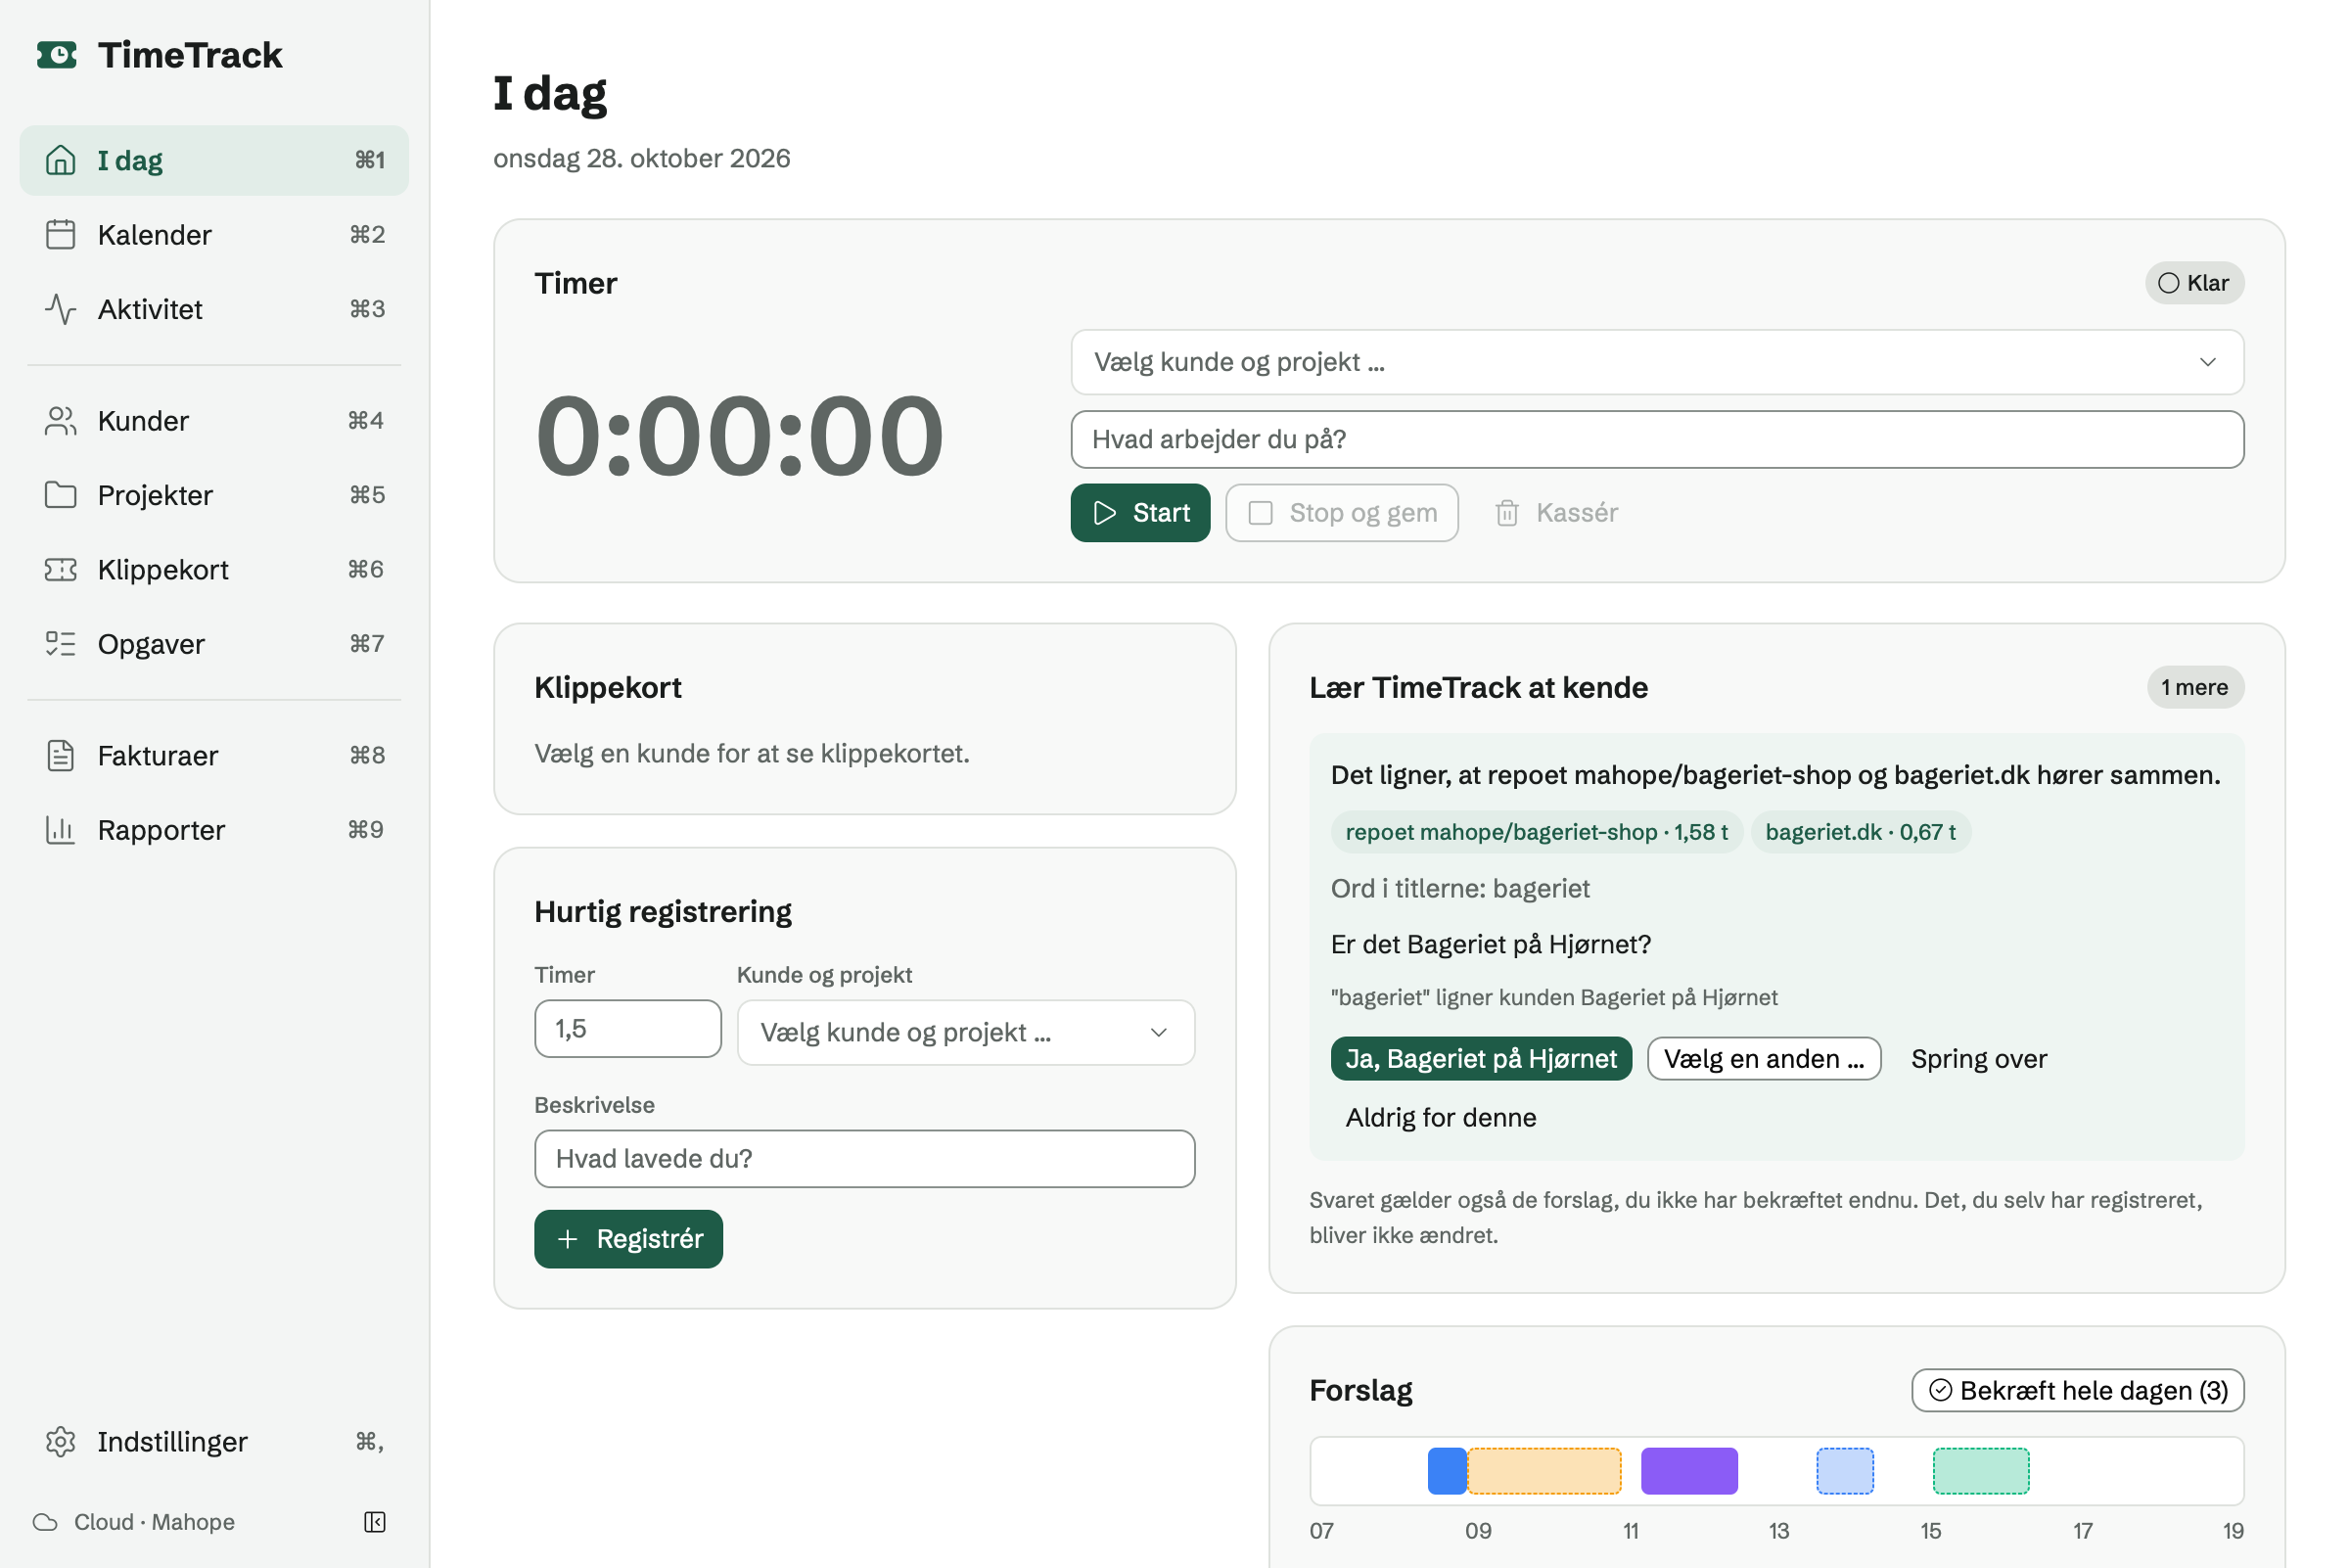 TimeTrack
I dag ⌘1
Kalender ⌘2
Aktivitet ⌘3
Kunder ⌘4
Projekter ⌘5
Klippekort ⌘6
Opgaver ⌘7
Fakturaer ⌘8
Rapporter ⌘9
Indstillinger ⌘,
Cloud · Mahope
I dag
onsdag 28. oktober 2026
Timer
Klar
0:00:00
Vælg kunde og projekt ...
Hvad arbejder du på?
Start
Stop og gem
Kassér
Klippekort
Vælg en kunde for at se klippekortet.
Hurtig registrering
Timer
Kunde og projekt
1,5
Vælg kunde og projekt ...
Beskrivelse
Hvad lavede du?
Registrér
Lær TimeTrack at kende
1 mere
Det ligner, at repoet mahope/bageriet-shop og bageriet.dk hører sammen.
repoet mahope/bageriet-shop · 1,58 t
bageriet.dk · 0,67 t
Ord i titlerne: bageriet
Er det Bageriet på Hjørnet?
"bageriet" ligner kunden Bageriet på Hjørnet
Ja, Bageriet på Hjørnet
Vælg en anden ...
Spring over
Aldrig for denne
Svaret gælder også de forslag, du ikke har bekræftet endnu. Det, du selv har registreret,
bliver ikke ændret.
Forslag
Bekræft hele dagen (3)
07 09 11 13 15 17 19